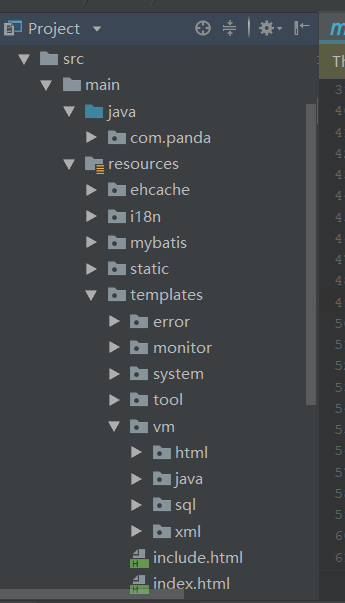 Project
src
main
java
com.panda
resources
ehcache
i18n
mybatis
static
templates
error
monitor
system
tool
vm
html
java
sql
xml
include.html
index.html